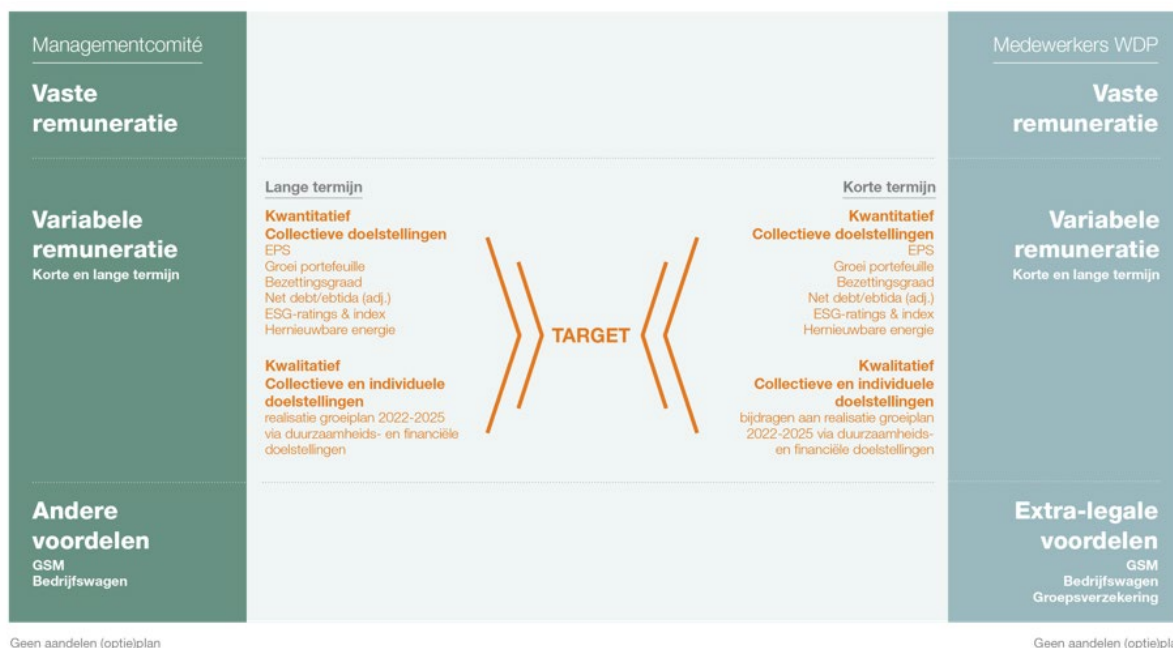 Managementcomité
Vaste
remuneratie
Variabele
remuneratie
Korte en lange termijn
Andere
voordelen
GSM
Bedrijfswagen
Geen aandelen (optie)plan
Lange termijn
Kwantitatief
Collectieve doelstellingen
EPS
Groei portefeuille
Bezettingsgraad
Net debt/ebtida (adj.)
ESG-ratings & index
Hernieuwbare energie
Kwalitatief
Collectieve en individuele
doelstellingen
realisatie groeiplan 2022-2025
via duurzaamheids- en financiële
doelstellingen
TARGET
Korte termijn
Kwantitatief
Collectieve doelstellingen
EPS
Groei portefeuille
Bezettingsgraad
Net debt/ebtida (adj.)
ESG-ratings & index
Hernieuwbare energie
Kwalitatief
Collectieve en individuele
doelstellingen
bijdragen aan realisatie groeiplan
2022-2025 via duurzaamheids-
en financiële doelstellingen
Medewerkers WDP
Vaste
remuneratie
Variabele
remuneratie
Korte en lange termijn
Extra-legale
voordelen
GSM
Bedrijfswagen
Groepsverzekering
Geen aandelen